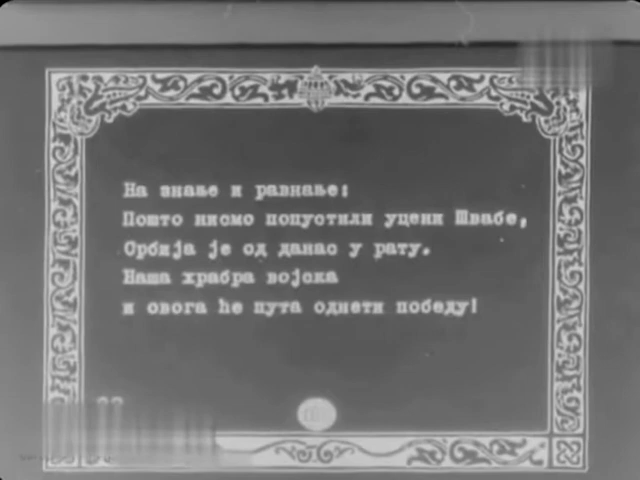 На знање и равнање:
Пошто нисмо попустили уцени Швабе,
Србија је од данас у рату.
Наша храбра војска
и овога ће пута однети победу!